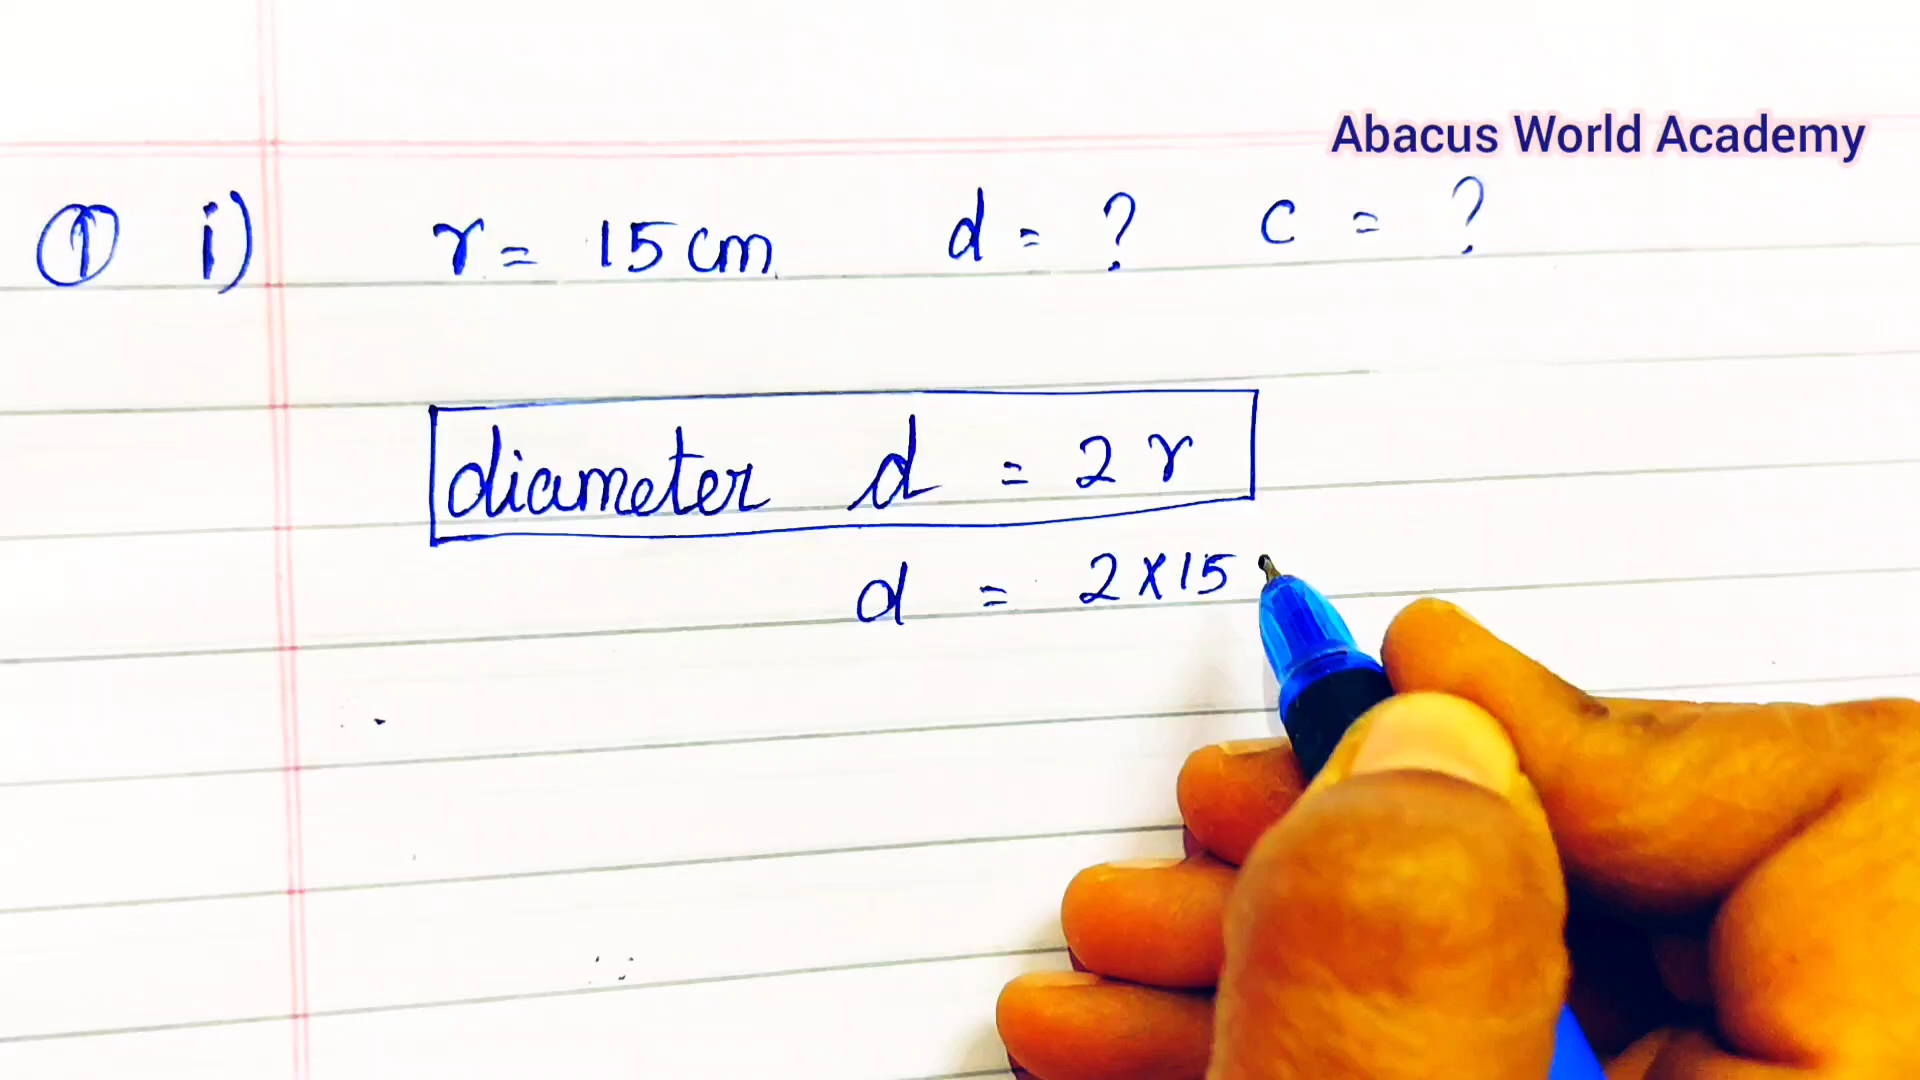 Abacus World Academy
① i) r = 15 cm d = ? c = ?
diameter d = 2 r
d = 2 × 15